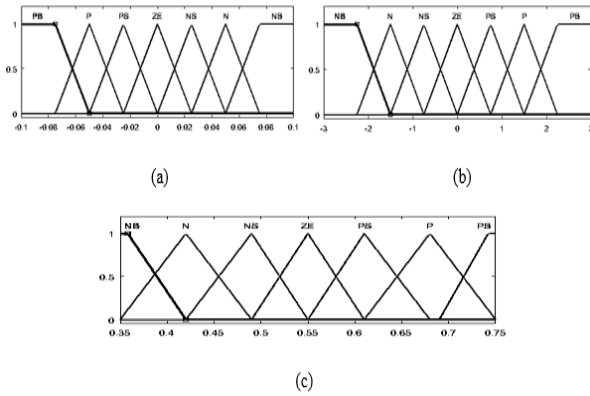 PB P PS ZE NS N NB
1
0.5
0
-0.1 -0.08 -0.06 -0.04 -0.02 0 0.02 0.04 0.06 0.08 0.1
(a)
NB N NS ZE PS P PB
1
0.5
0
-3 -2 -1 0 1 2 3
(b)
NB N NS ZE PS P PB
1
0.5
0
0.35 0.4 0.45 0.5 0.55 0.6 0.65 0.7 0.75
(c)